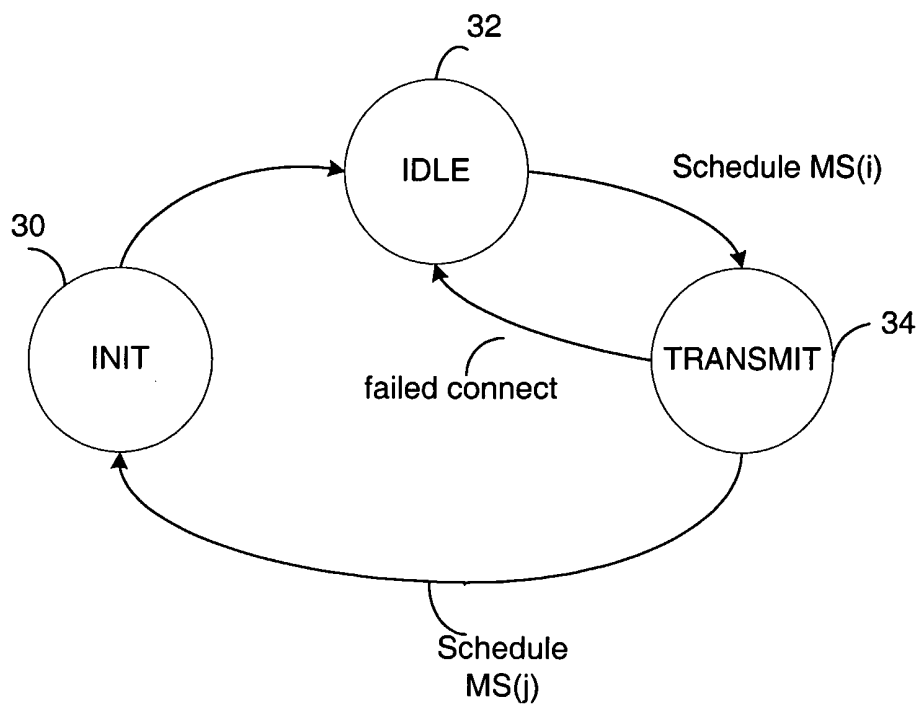 32
IDLE
Schedule MS(i)
30
INIT
34
TRANSMIT
failed connect
Schedule
MS(j)